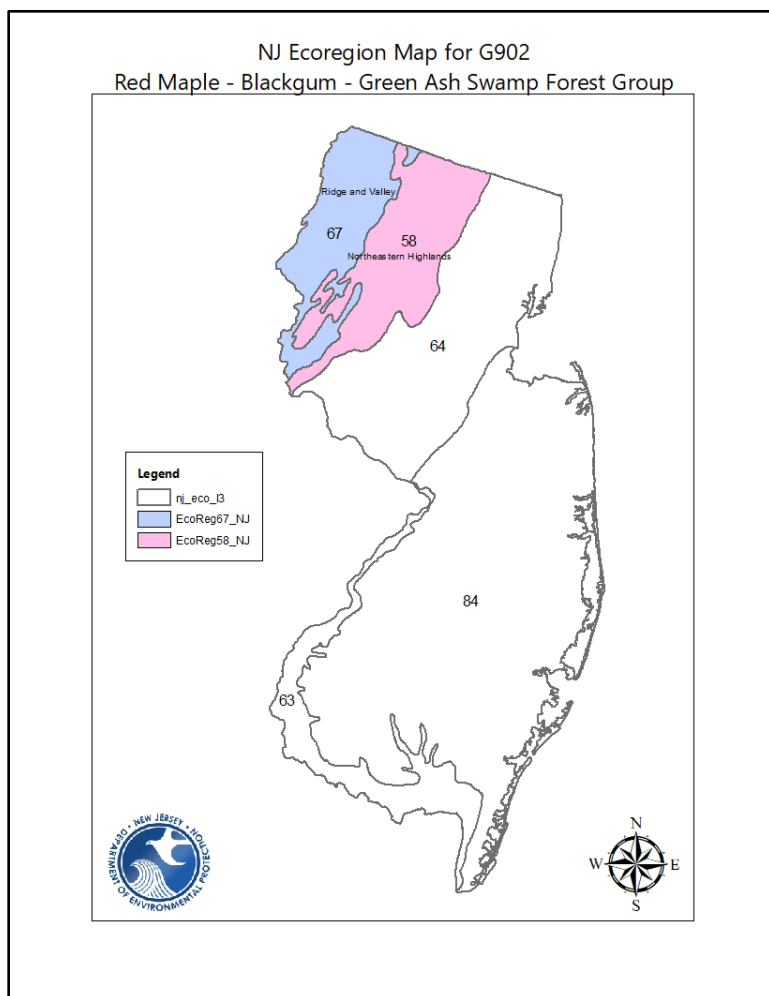 NJ Ecoregion Map for G902
Red Maple - Blackgum - Green Ash Swamp Forest Group
Ridge and Valley
67
58
Northeastern Highlands
64
Legend
nj_eco_l3
EcoReg67_NJ
EcoReg58_NJ
84
63
NEW JERSEY
DEPARTMENT OF ENVIRONMENTAL PROTECTION
N
W
E
S